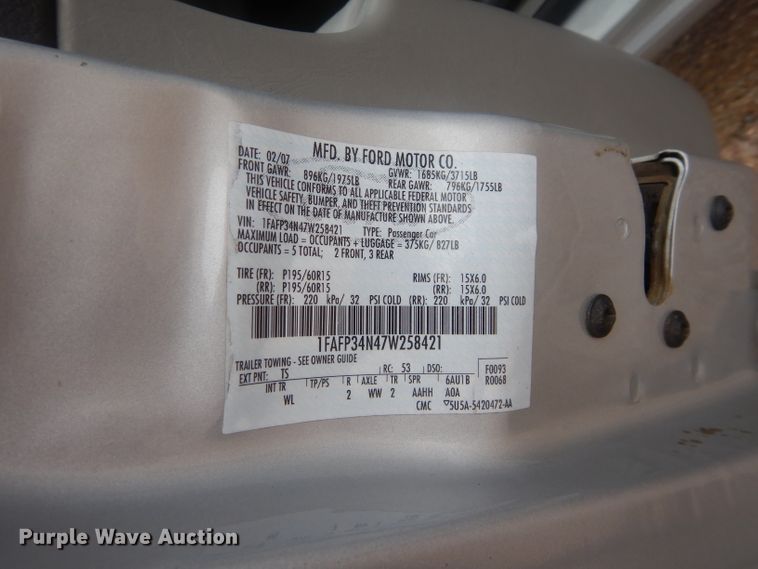 MFD. BY FORD MOTOR CO.
DATE: 02/07 GVWR: 1685KG/3715LB
FRONT GAWR: 896KG/1975LB REAR GAWR: 796KG/1755LB
THIS VEHICLE CONFORMS TO ALL APPLICABLE FEDERAL MOTOR
VEHICLE SAFETY, BUMPER, AND THEFT PREVENTION STANDARDS
IN EFFECT ON THE DATE OF MANUFACTURE SHOWN ABOVE.
VIN: 1FAFP34N47W258421 TYPE: Passenger Car
MAXIMUM LOAD = OCCUPANTS + LUGGAGE = 375KG/ 827LB
OCCUPANTS = 5 TOTAL; 2 FRONT, 3 REAR
TIRE (FR): P195/60R15 RIMS (FR): 15X6.0
(RR): P195/60R15 (RR): 15X6.0
PRESSURE (FR): 220 kPa/ 32 PSI COLD (RR): 220 kPa/ 32 PSI COLD
1FAFP34N47W258421
TRAILER TOWING - SEE OWNER GUIDE
EXT PNT: TS RC: 53 DSO: F0093
INT TR TP/PS R AXLE TR SPR 6AU1B R0068
WL 2 WW 2 AAHH A0A
CMC ▽5U5A-5420472-AA
Purple Wave Auction